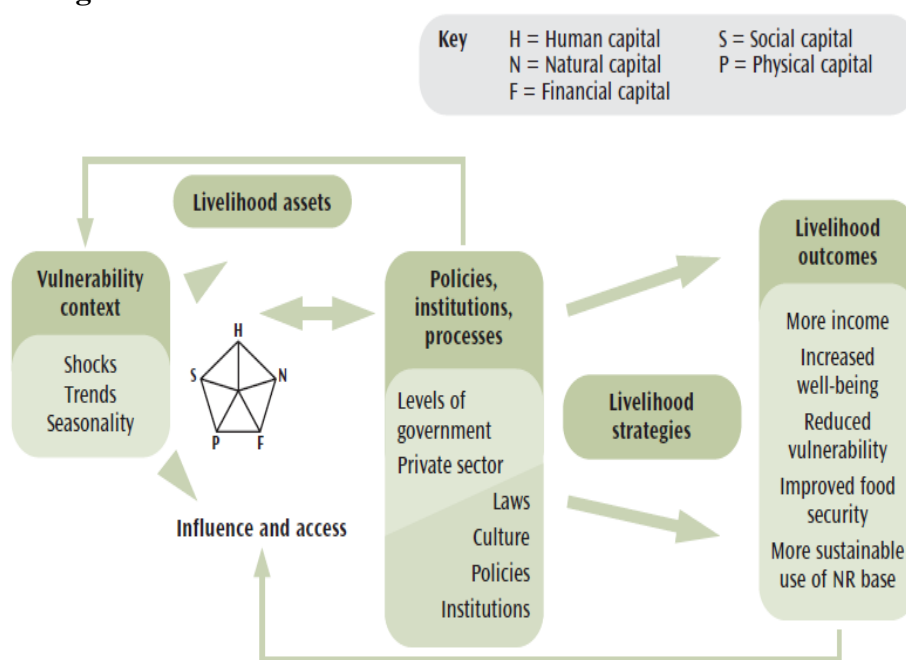 Key
H = Human capital
N = Natural capital
F = Financial capital
S = Social capital
P = Physical capital
Livelihood assets
Vulnerability
context
Shocks
Trends
Seasonality
H
S
N
P
F
Influence and access
Policies,
institutions,
processes
Levels of
government
Private sector
Laws
Culture
Policies
Institutions
Livelihood
strategies
Livelihood
outcomes
More income
Increased
well-being
Reduced
vulnerability
Improved food
security
More sustainable
use of NR base